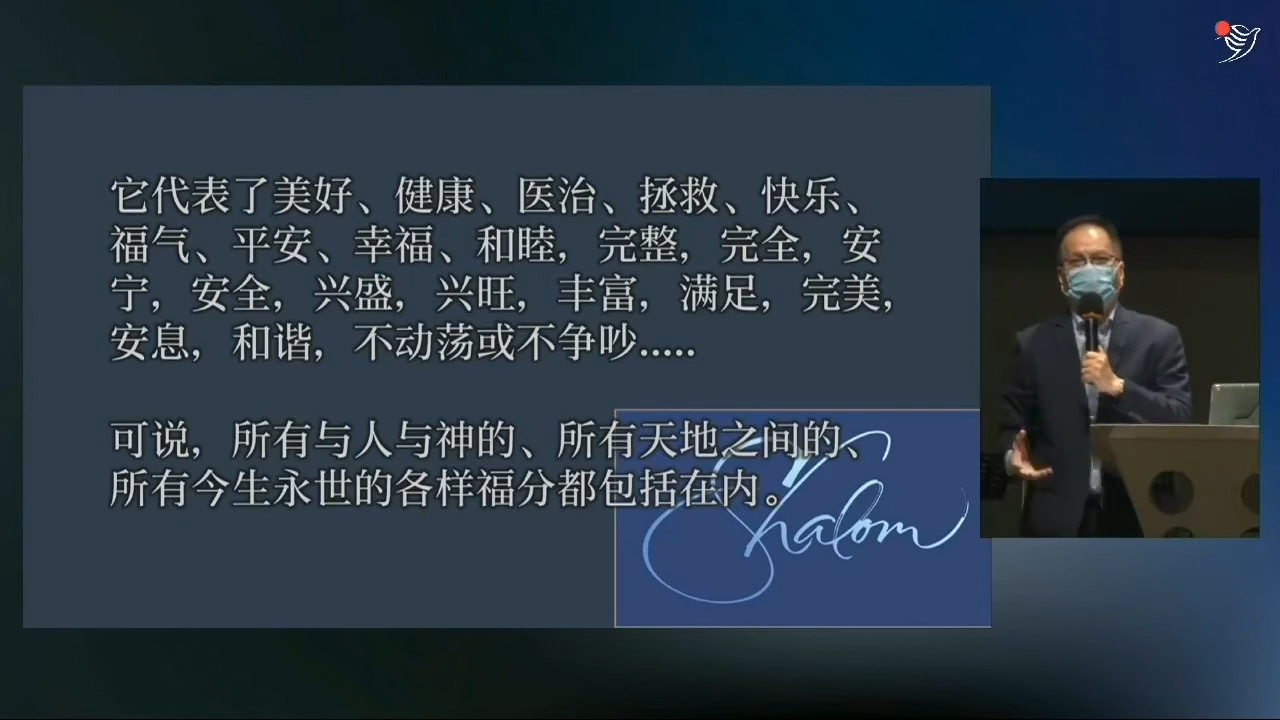 它代表了美好、健康、医治、拯救、快乐、
福气、平安、幸福、和睦，完整，完全，安
宁，安全，兴盛，兴旺，丰富，满足，完美，
安息，和谐，不动荡或不争吵.....
可说，所有与人与神的、所有天地之间的、
所有今生永世的各样福分都包括在内。
Shalom